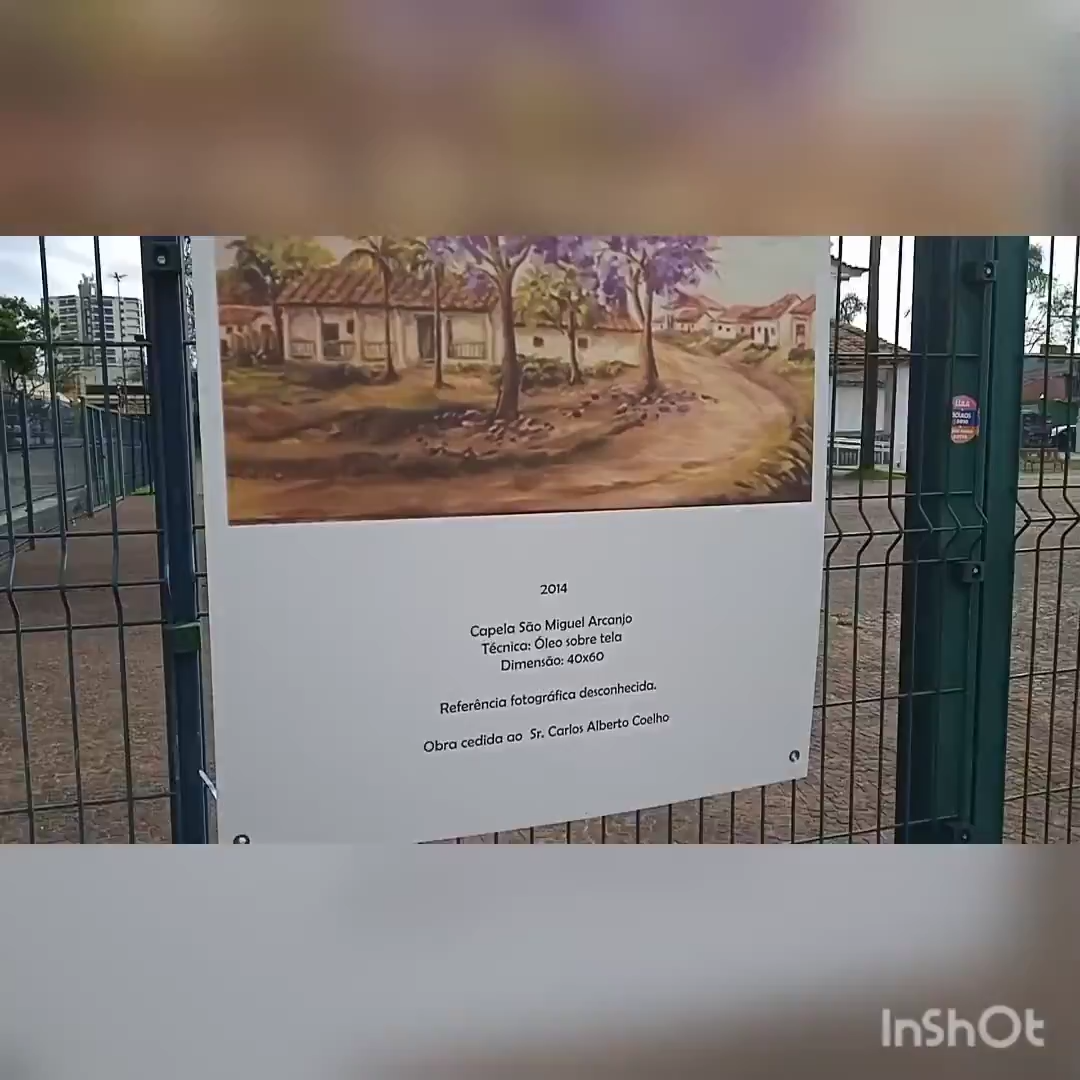 2014
Capela São Miguel Arcanjo
Técnica: Óleo sobre tela
Dimensão: 40x60
Referência fotográfica desconhecida.
Obra cedida ao Sr. Carlos Alberto Coelho
InShOt